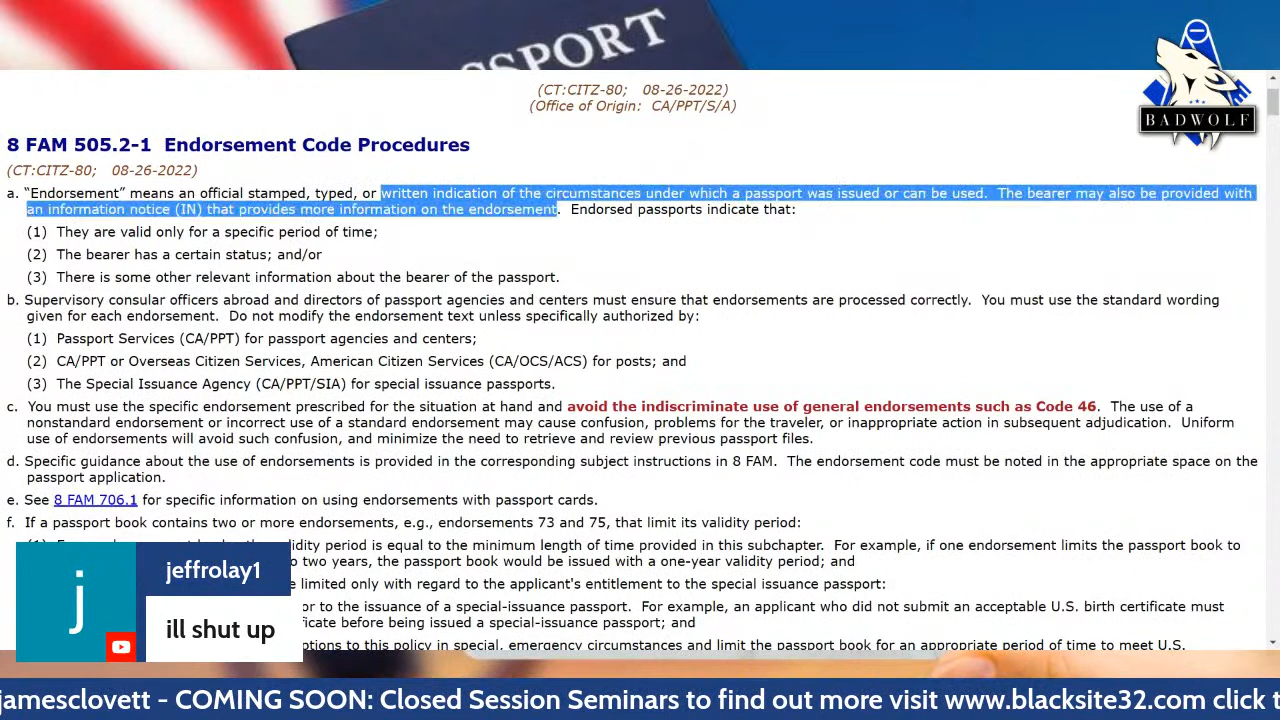 SSPORT
BADWOLF
(CT:CITZ-80;   08-26-2022)
(Office of Origin:  CA/PPT/S/A)
8 FAM 505.2-1  Endorsement Code Procedures
(CT:CITZ-80;   08-26-2022)
a. “Endorsement” means an official stamped, typed, or written indication of the circumstances under which a passport was issued or can be used.  The bearer may also be provided with
an information notice (IN) that provides more information on the endorsement.  Endorsed passports indicate that:
(1)  They are valid only for a specific period of time;
(2)  The bearer has a certain status; and/or
(3)  There is some other relevant information about the bearer of the passport.
b. Supervisory consular officers abroad and directors of passport agencies and centers must ensure that endorsements are processed correctly.  You must use the standard wording
given for each endorsement.  Do not modify the endorsement text unless specifically authorized by:
(1)  Passport Services (CA/PPT) for passport agencies and centers;
(2)  CA/PPT or Overseas Citizen Services, American Citizen Services (CA/OCS/ACS) for posts; and
(3)  The Special Issuance Agency (CA/PPT/SIA) for special issuance passports.
c.  You must use the specific endorsement prescribed for the situation at hand and avoid the indiscriminate use of general endorsements such as Code 46.  The use of a
nonstandard endorsement or incorrect use of a standard endorsement may cause confusion, problems for the traveler, or inappropriate action in subsequent adjudication.  Uniform
use of endorsements will avoid such confusion, and minimize the need to retrieve and review previous passport files.
d. Specific guidance about the use of endorsements is provided in the corresponding subject instructions in 8 FAM.  The endorsement code must be noted in the appropriate space on the
passport application.
e. See 8 FAM 706.1 for specific information on using endorsements with passport cards.
f.  If a passport book contains two or more endorsements, e.g., endorsements 73 and 75, that limit its validity period:
validity period is equal to the minimum length of time provided in this subchapter.  For example, if one endorsement limits the passport book to
two years, the passport book would be issued with a one-year validity period; and
limited only with regard to the applicant's entitlement to the special issuance passport:
to the issuance of a special-issuance passport.  For example, an applicant who did not submit an acceptable U.S. birth certificate must
before being issued a special-issuance passport; and
to this policy in special, emergency circumstances and limit the passport book for an appropriate period of time to meet U.S.
j
jeffrolay1
ill shut up
jamesclovett - COMING SOON: Closed Session Seminars to find out more visit www.blacksite32.com click